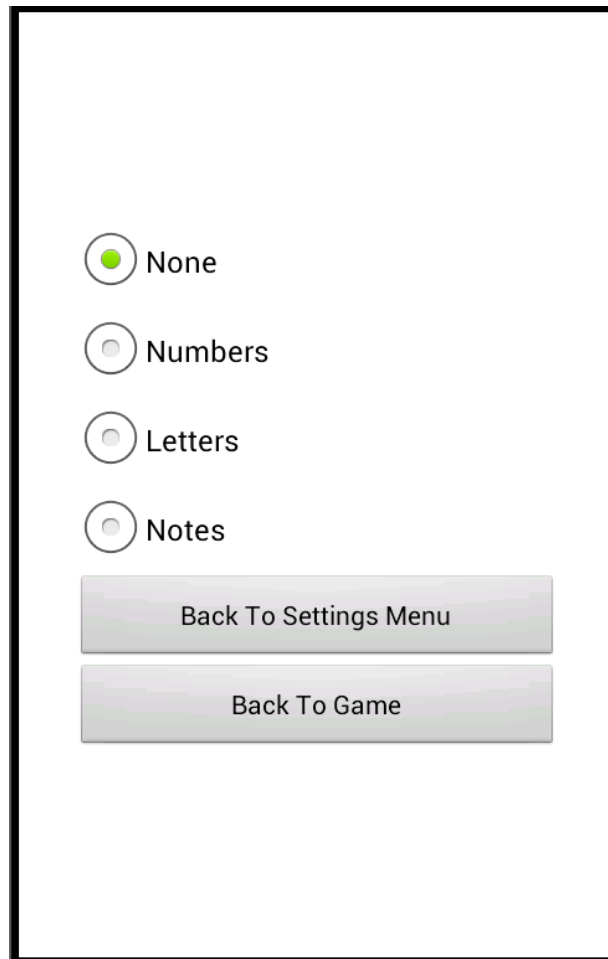 None
Numbers
Letters
Notes
Back To Settings Menu
Back To Game